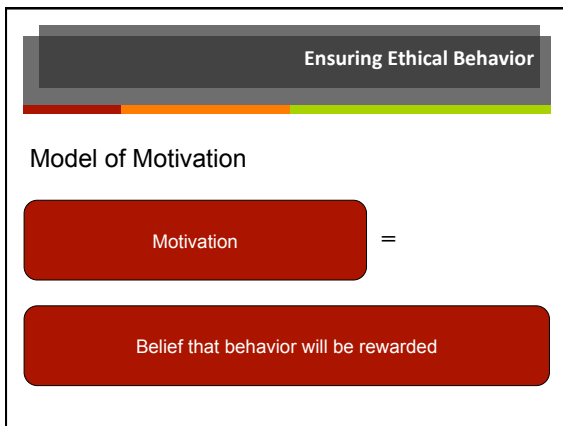 Ensuring Ethical Behavior
Model of Motivation
Motivation
=
Belief that behavior will be rewarded